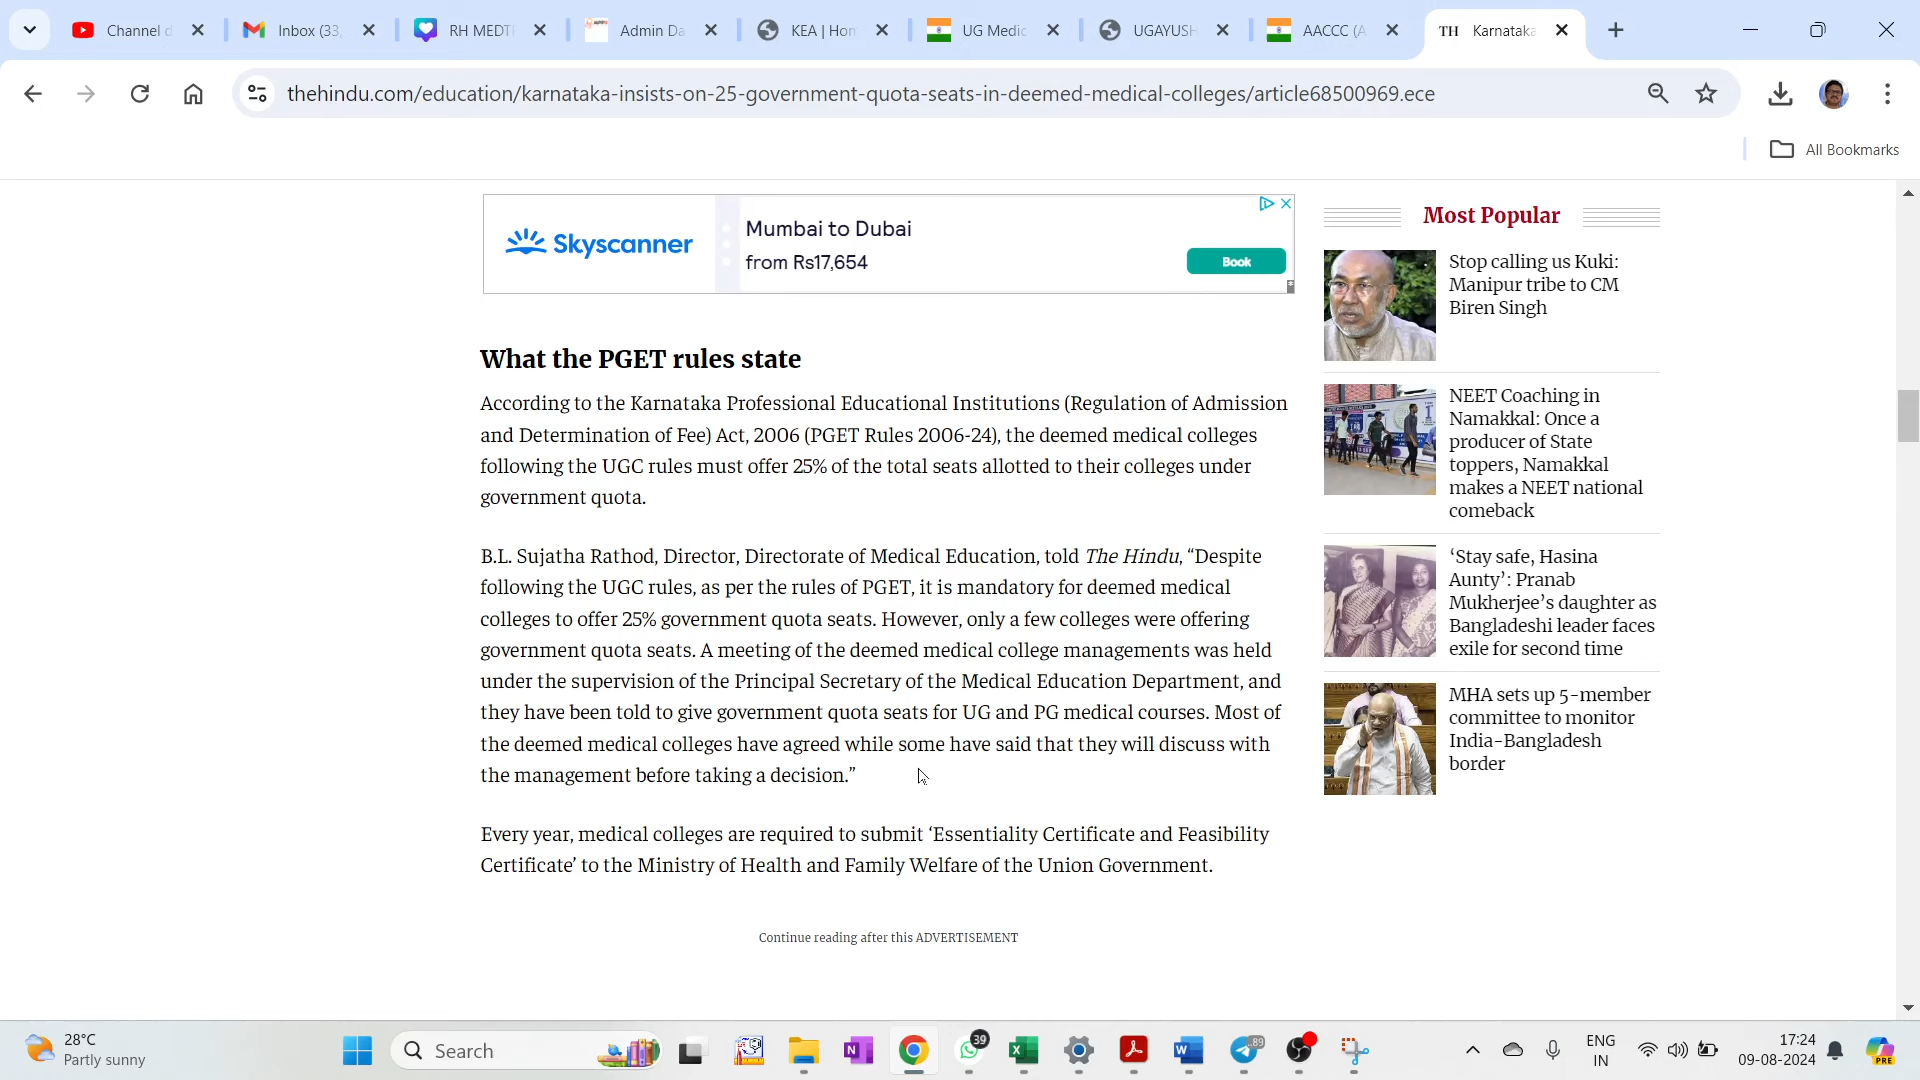 Channel d
Inbox (33,
RH MEDTI
Admin Da
KEA | Hon
UG Medic
UGAYUSH
AACCC (A
TH Karnataka
thehindu.com/education/karnataka-insists-on-25-government-quota-seats-in-deemed-medical-colleges/article68500969.ece
All Bookmarks
Skyscanner
Mumbai to Dubai
from Rs17,654
Book
Most Popular
Stop calling us Kuki:
Manipur tribe to CM
Biren Singh
NEET Coaching in
Namakkal: Once a
producer of State
toppers, Namakkal
makes a NEET national
comeback
‘Stay safe, Hasina
Aunty’: Pranab
Mukherjee’s daughter as
Bangladeshi leader faces
exile for second time
MHA sets up 5-member
committee to monitor
India-Bangladesh
border
What the PGET rules state
According to the Karnataka Professional Educational Institutions (Regulation of Admission
and Determination of Fee) Act, 2006 (PGET Rules 2006-24), the deemed medical colleges
following the UGC rules must offer 25% of the total seats allotted to their colleges under
government quota.
B.L. Sujatha Rathod, Director, Directorate of Medical Education, told The Hindu, “Despite
following the UGC rules, as per the rules of PGET, it is mandatory for deemed medical
colleges to offer 25% government quota seats. However, only a few colleges were offering
government quota seats. A meeting of the deemed medical college managements was held
under the supervision of the Principal Secretary of the Medical Education Department, and
they have been told to give government quota seats for UG and PG medical courses. Most of
the deemed medical colleges have agreed while some have said that they will discuss with
the management before taking a decision.”
Every year, medical colleges are required to submit ‘Essentiality Certificate and Feasibility
Certificate’ to the Ministry of Health and Family Welfare of the Union Government.
Continue reading after this ADVERTISEMENT
28°C
Partly sunny
Search
39
89
ENG
IN
17:24
09-08-2024
PRE